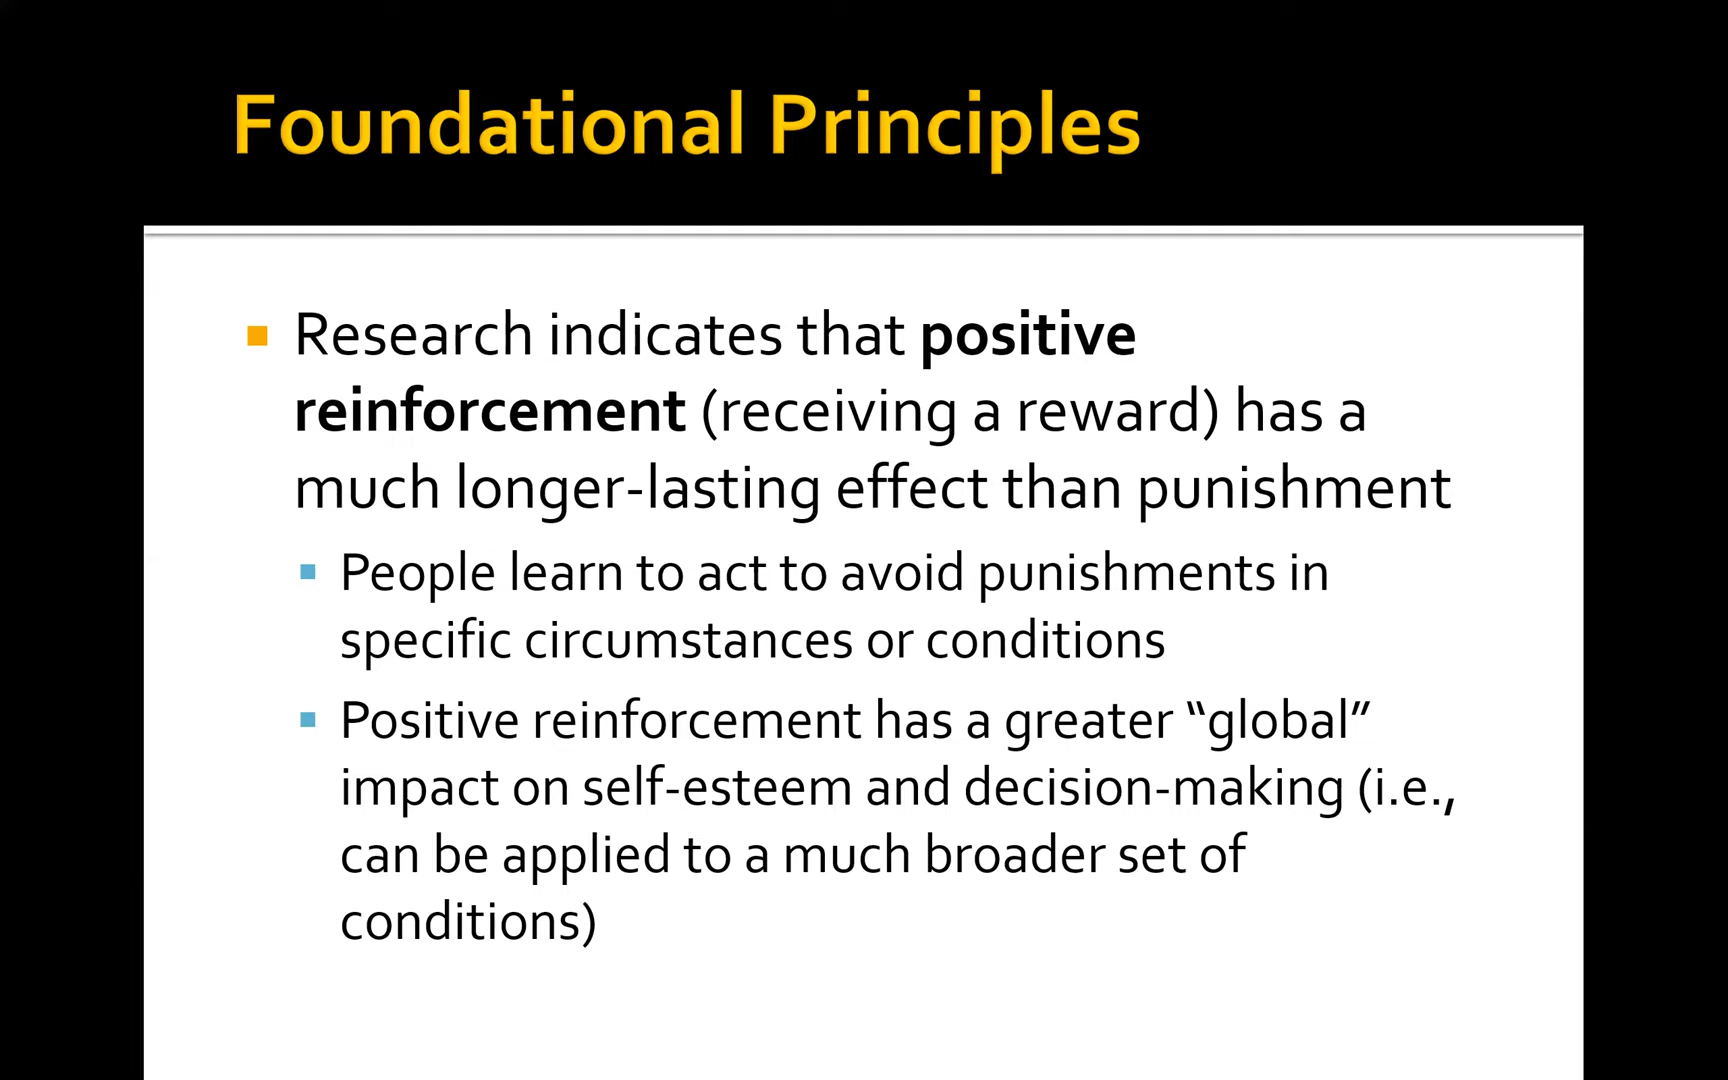 Foundational Principles
Research indicates that positive
reinforcement (receiving a reward) has a
much longer-lasting effect than punishment
People learn to act to avoid punishments in
specific circumstances or conditions
Positive reinforcement has a greater “global”
impact on self-esteem and decision-making (i.e.,
can be applied to a much broader set of
conditions)